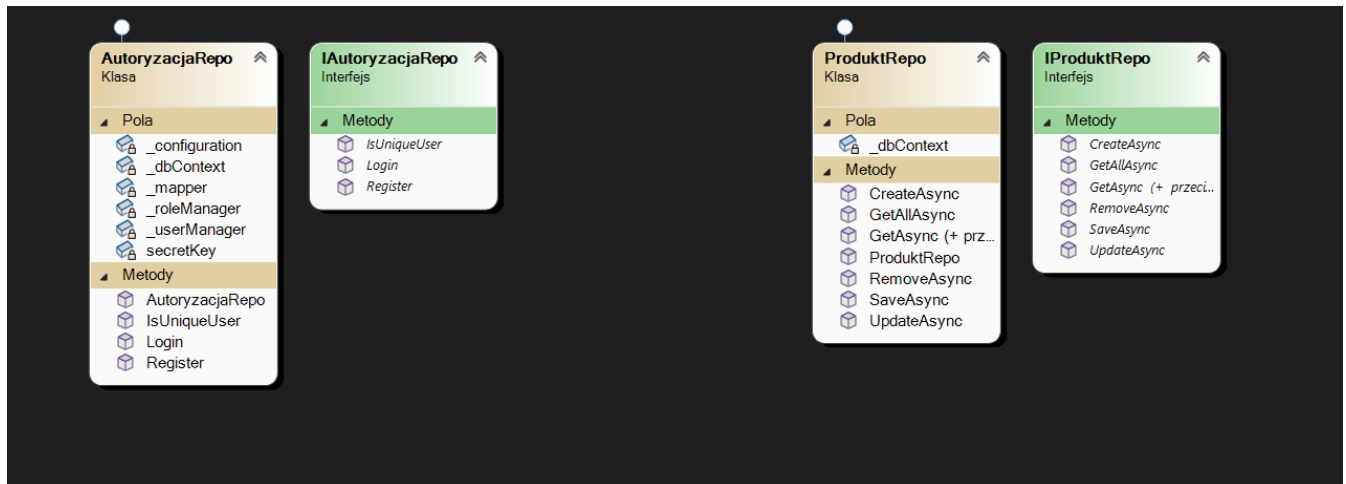 AutoryzacjaRepo
Klasa
Pola
_configuration
_dbContext
_mapper
_roleManager
_userManager
secretKey
Metody
AutoryzacjaRepo
IsUniqueUser
Login
Register
IAutoryzacjaRepo
Interfejs
Metody
IsUniqueUser
Login
Register
ProduktRepo
Klasa
Pola
_dbContext
Metody
CreateAsync
GetAllAsync
GetAsync (+ prz...
ProduktRepo
RemoveAsync
SaveAsync
UpdateAsync
IProduktRepo
Interfejs
Metody
CreateAsync
GetAllAsync
GetAsync (+ przeci...
RemoveAsync
SaveAsync
UpdateAsync